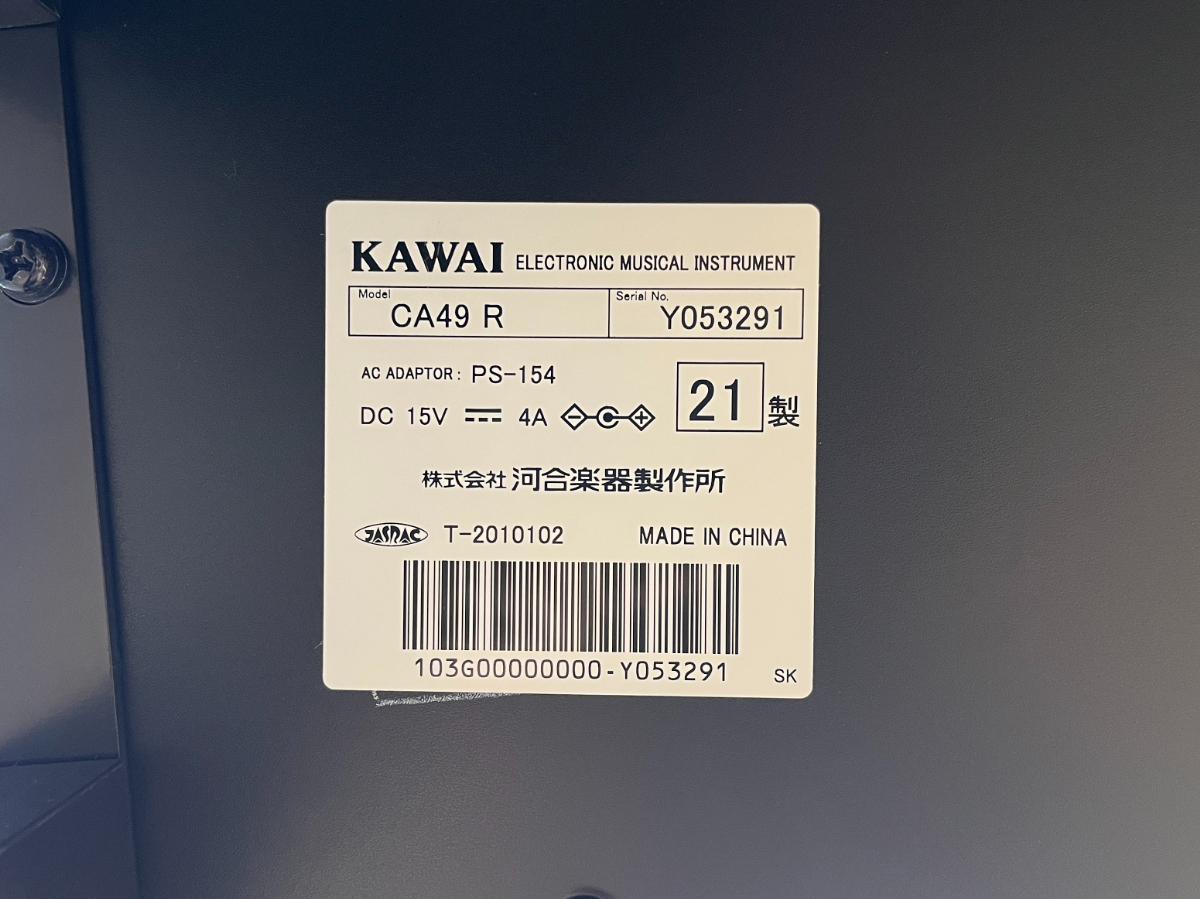 KAWAI ELECTRONIC MUSICAL INSTRUMENT
Model CA49 R Serial No. Y053291
AC ADAPTOR: PS-154
DC 15V 4A 21 製
株式会社 河合楽器製作所
JASRAC T-2010102 MADE IN CHINA
103G00000000-Y053291 SK